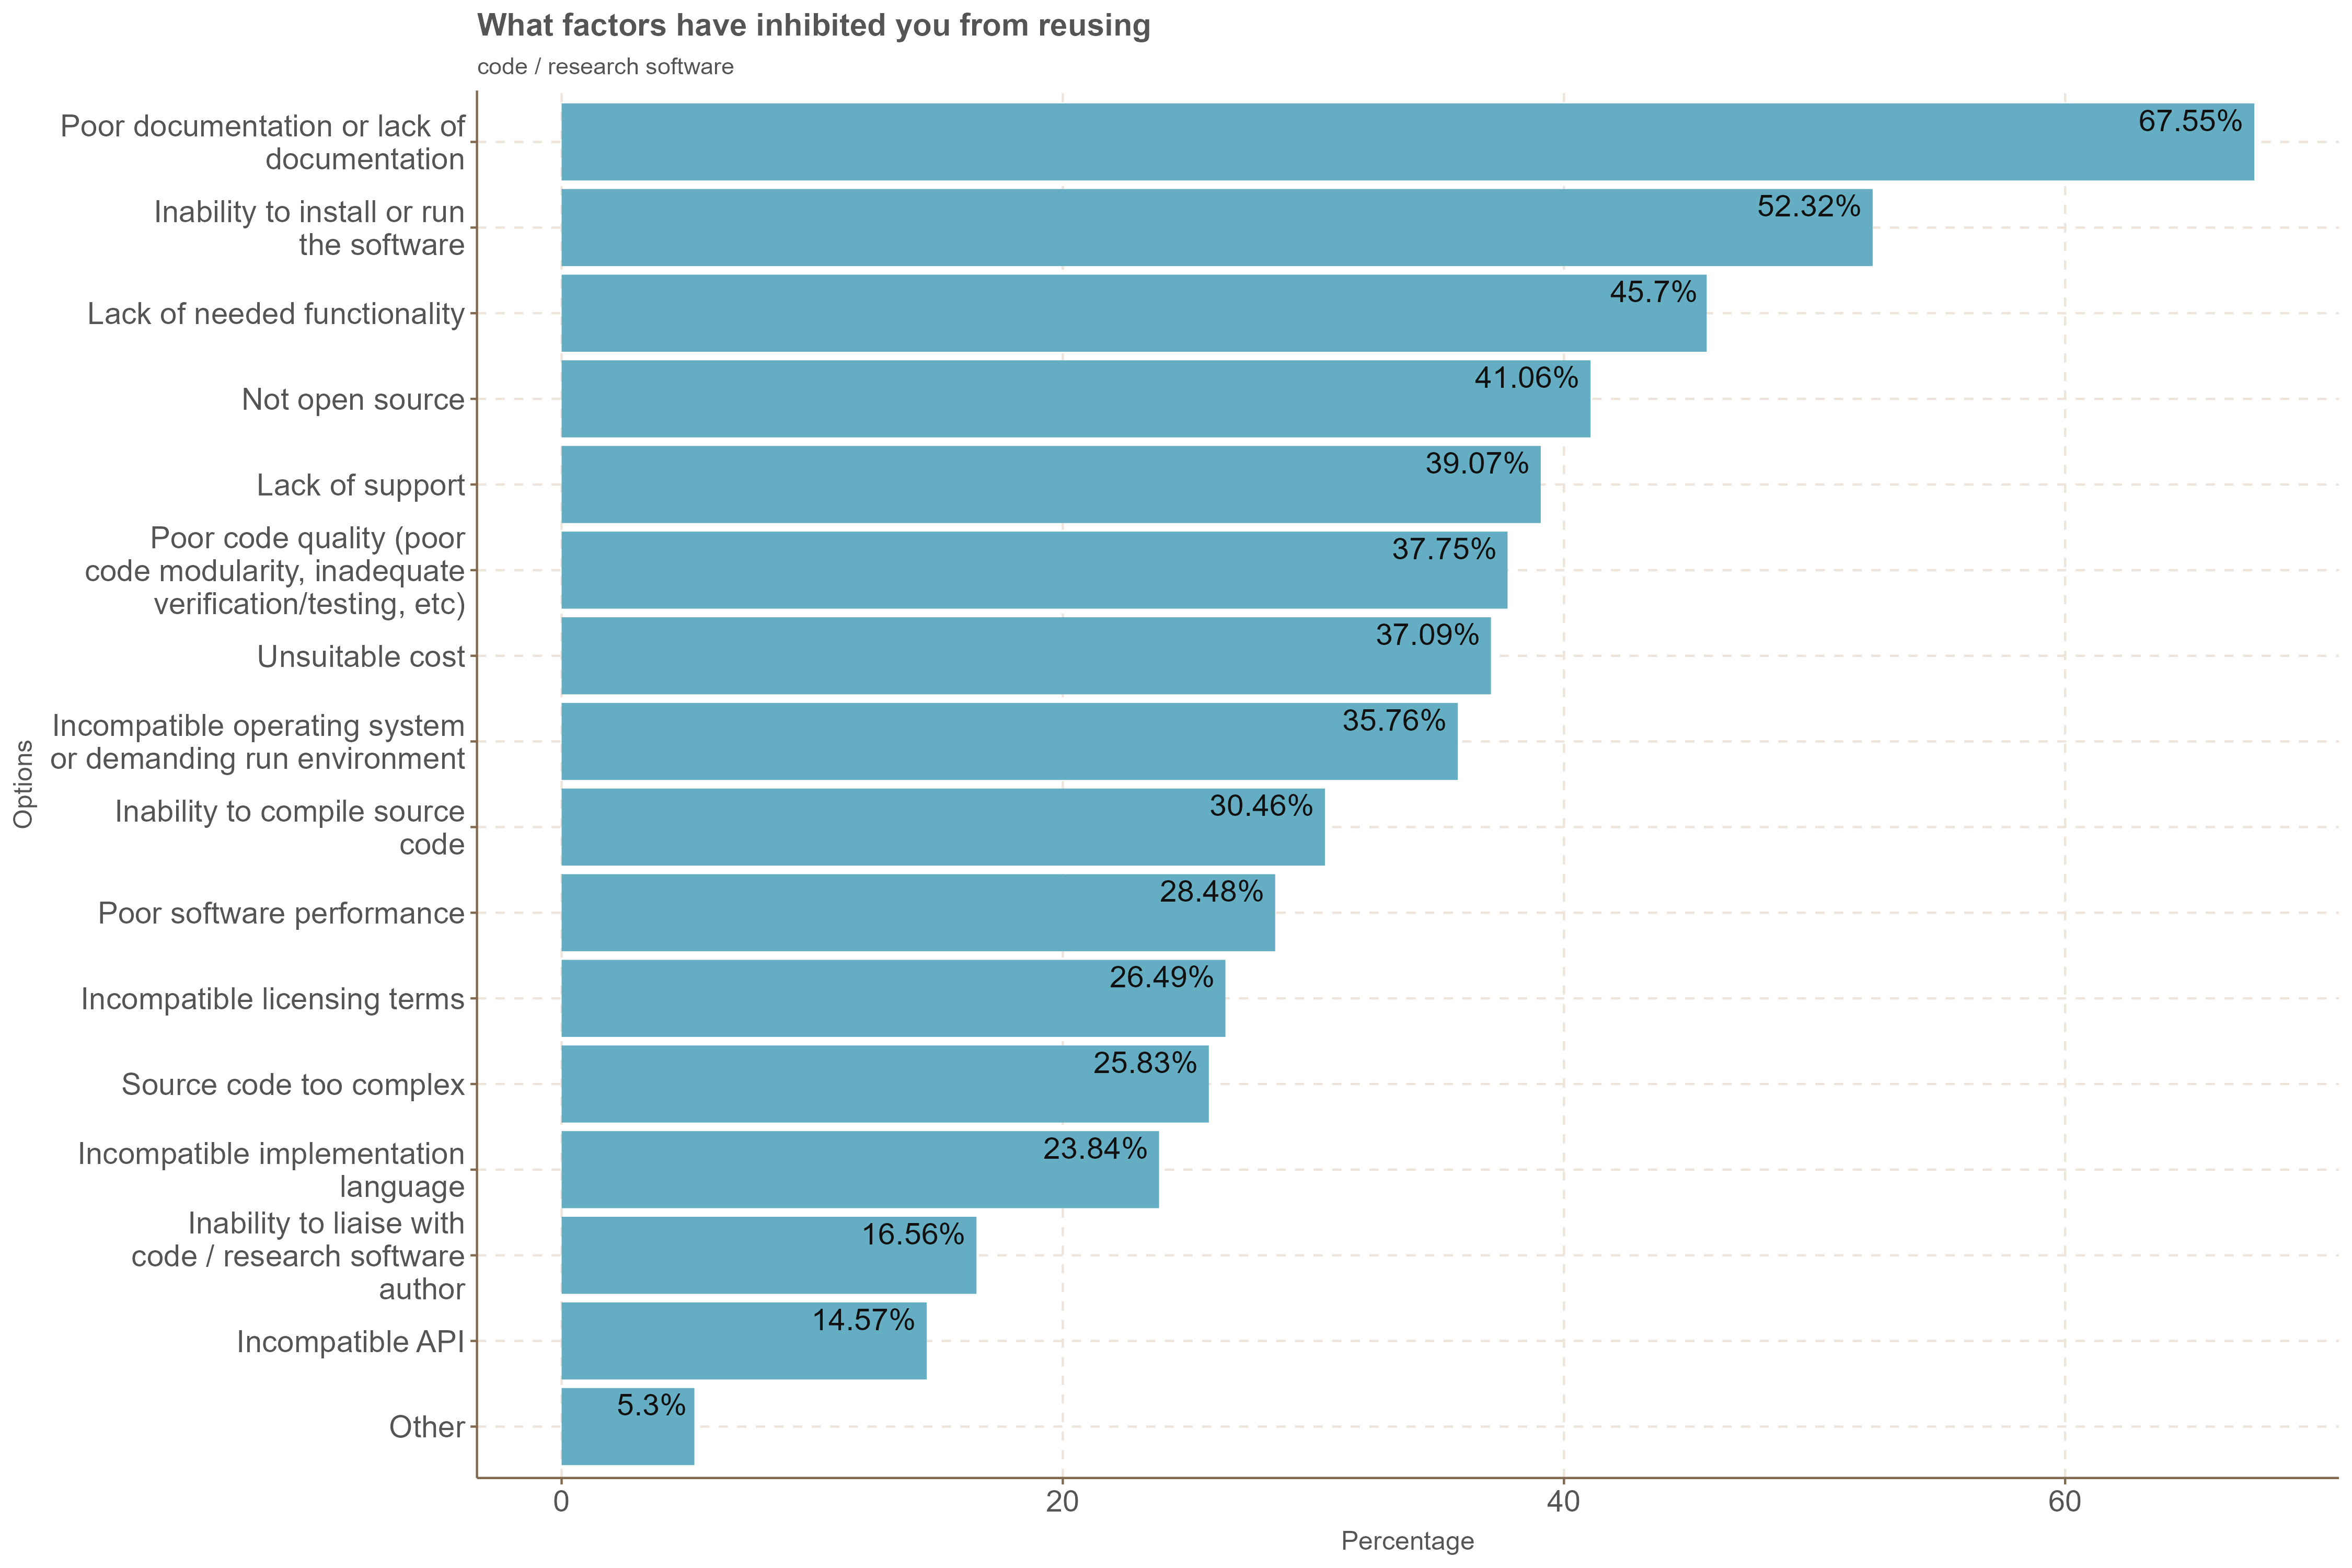 What factors have inhibited you from reusing
code / research software
Poor documentation or lack of
documentation
67.55%
Inability to install or run
the software
52.32%
Lack of needed functionality
45.7%
Not open source
41.06%
Lack of support
39.07%
Poor code quality (poor
code modularity, inadequate
verification/testing, etc)
37.75%
Unsuitable cost
37.09%
Incompatible operating system
or demanding run environment
35.76%
Inability to compile source
code
30.46%
Poor software performance
28.48%
Incompatible licensing terms
26.49%
Source code too complex
25.83%
Incompatible implementation
language
23.84%
Inability to liaise with
code / research software
author
16.56%
Incompatible API
14.57%
Other
5.3%
Options
0 20 40 60
Percentage